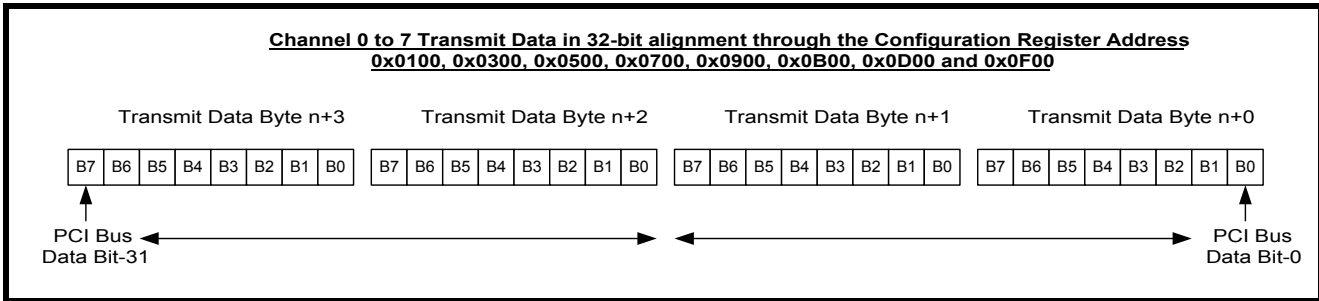 Channel 0 to 7 Transmit Data in 32-bit alignment through the Configuration Register Address
0x0100, 0x0300, 0x0500, 0x0700, 0x0900, 0x0B00, 0x0D00 and 0x0F00
Transmit Data Byte n+3 Transmit Data Byte n+2 Transmit Data Byte n+1 Transmit Data Byte n+0
B7 B6 B5 B4 B3 B2 B1 B0 B7 B6 B5 B4 B3 B2 B1 B0 B7 B6 B5 B4 B3 B2 B1 B0 B7 B6 B5 B4 B3 B2 B1 B0
PCI Bus PCI Bus
Data Bit-31 Data Bit-0